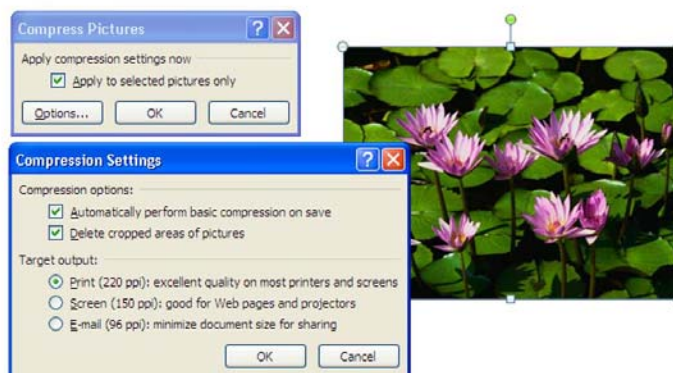 Compress Pictures
Apply compression settings now
Apply to selected pictures only
Options... OK Cancel
Compression Settings
Compression options:
Automatically perform basic compression on save
Delete cropped areas of pictures
Target output:
Print (220 ppi): excellent quality on most printers and screens
Screen (150 ppi): good for Web pages and projectors
E-mail (96 ppi): minimize document size for sharing
OK Cancel